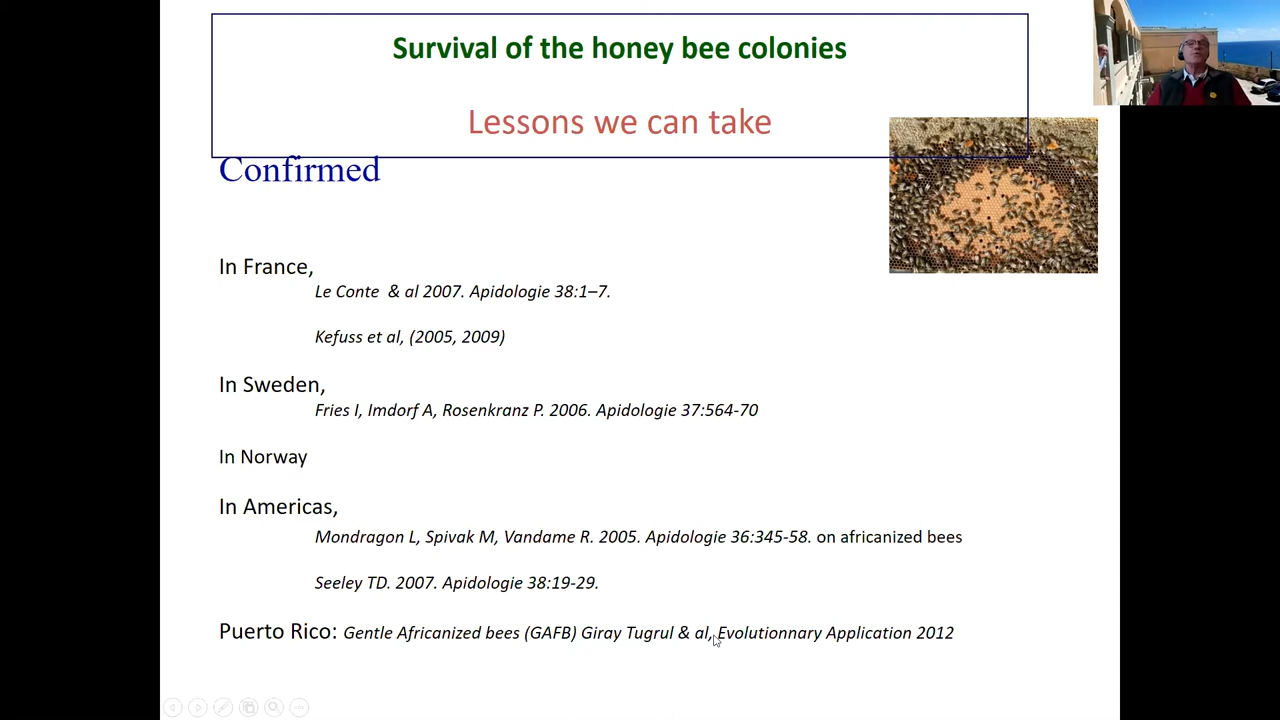 Survival of the honey bee colonies
Lessons we can take
Confirmed
In France,
Le Conte & al 2007. Apidologie 38:1–7.
Kefuss et al, (2005, 2009)
In Sweden,
Fries I, Imdorf A, Rosenkranz P. 2006. Apidologie 37:564-70
In Norway
In Americas,
Mondragon L, Spivak M, Vandame R. 2005. Apidologie 36:345-58. on africanized bees
Seeley TD. 2007. Apidologie 38:19-29.
Puerto Rico: Gentle Africanized bees (GAFB) Giray Tugrul & al, Evolutionnary Application 2012